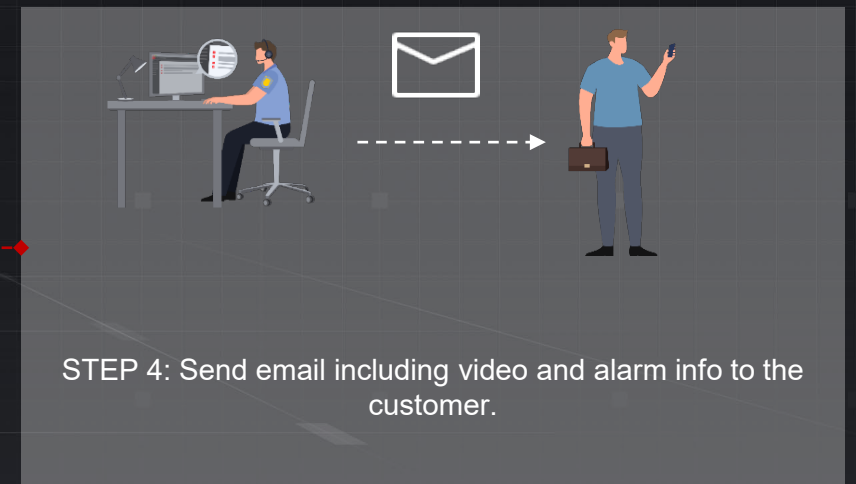 STEP 4: Send email including video and alarm info to the
customer.